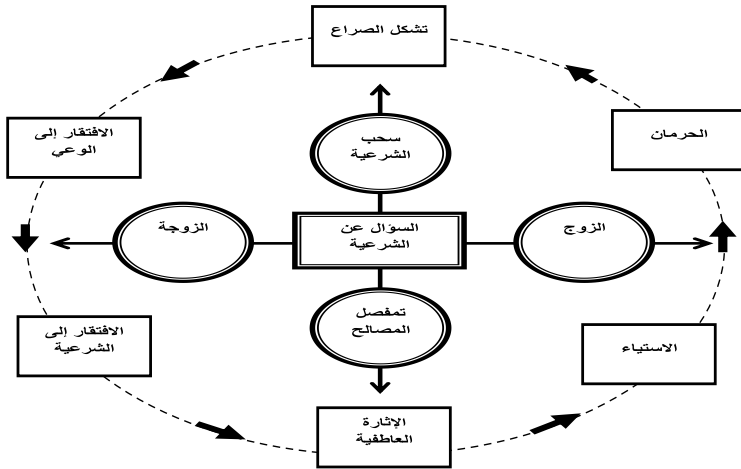 تشكل الصراع
الحرمان
الافتقار إلى
الوعي
سحب
الشرعية
الزوج
السؤال عن
الشرعية
الزوجة
تمفصل
المصالح
الاستياء
الافتقار إلى
الشرعية
الإثارة
العاطفية